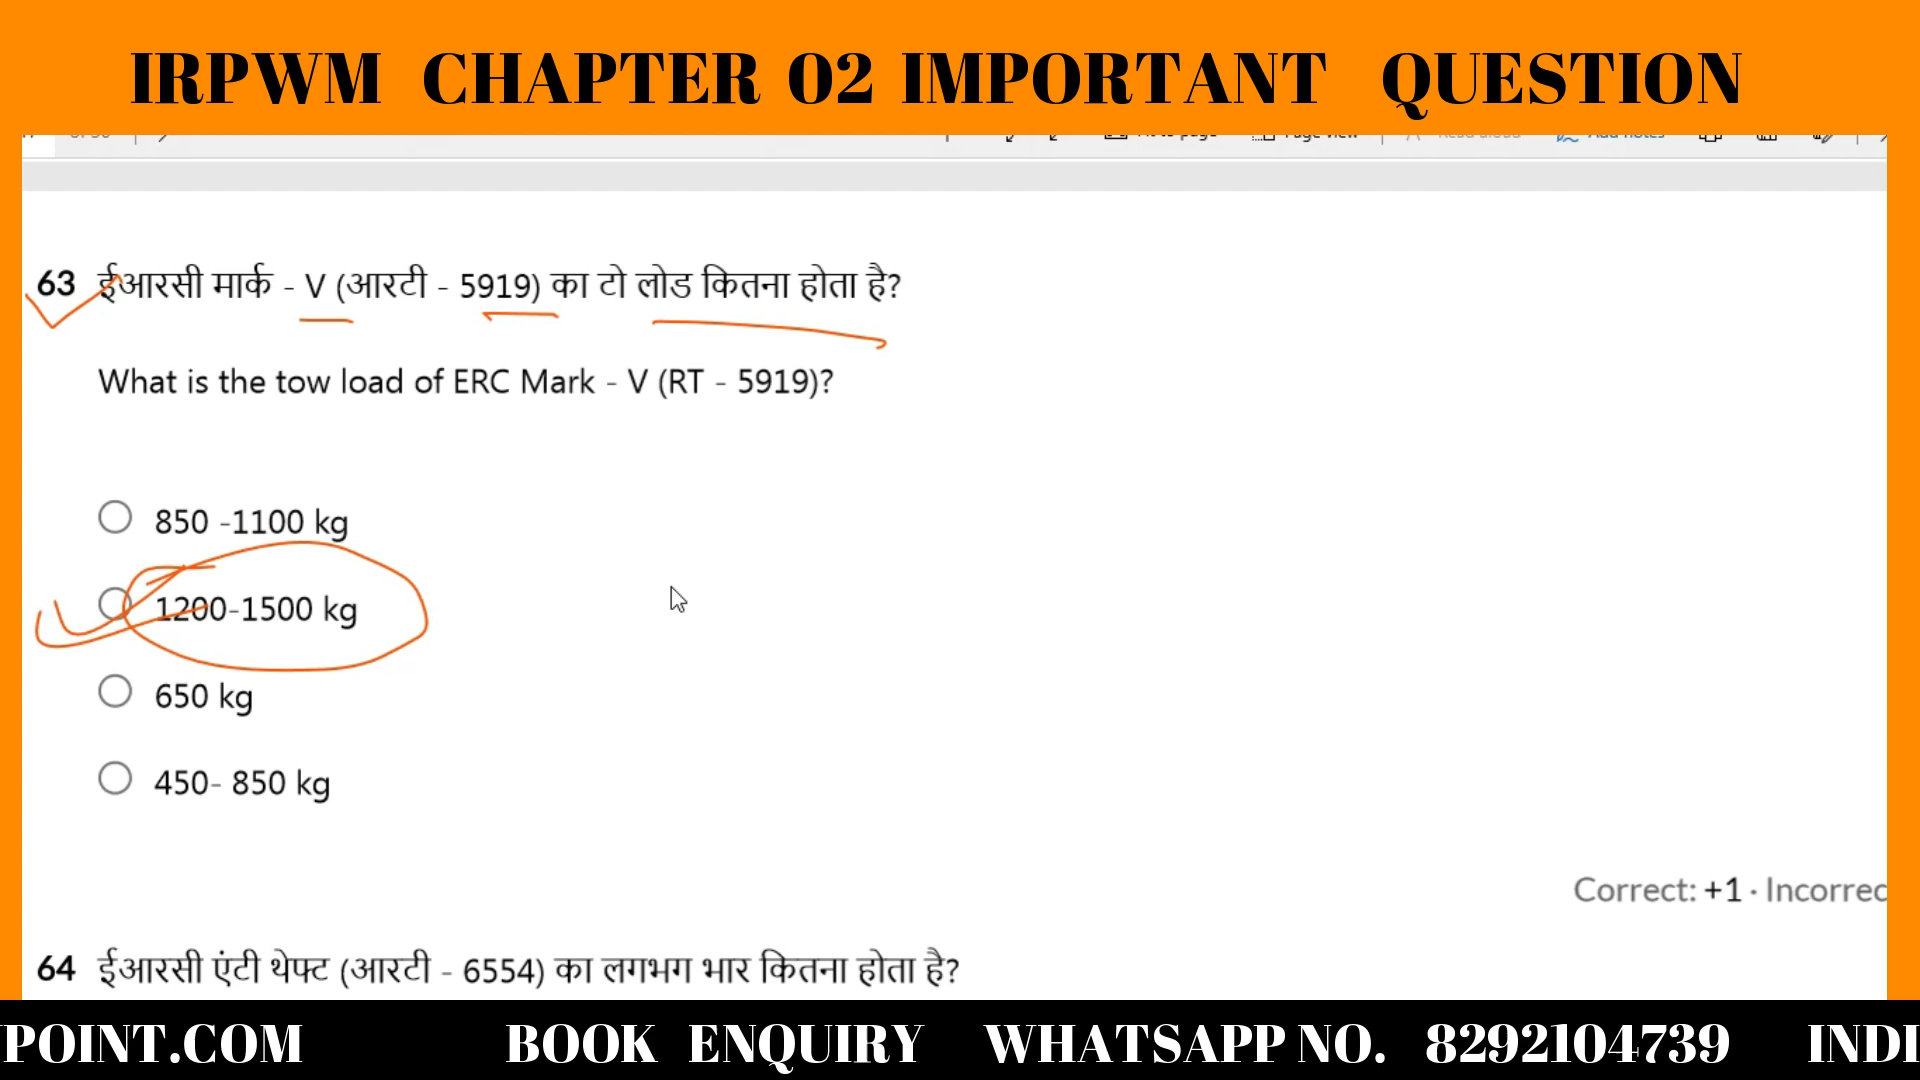 IRPWM CHAPTER 02 IMPORTANT QUESTION
63 ईआरसी मार्क - V (आरटी - 5919) का टो लोड कितना होता है?
What is the tow load of ERC Mark - V (RT - 5919)?
850 -1100 kg
1200-1500 kg
650 kg
450- 850 kg
Correct: +1 · Incorrec
64 ईआरसी एंटी थेफ्ट (आरटी - 6554) का लगभग भार कितना होता है?
POINT.COM BOOK ENQUIRY WHATSAPP NO. 8292104739 INDI